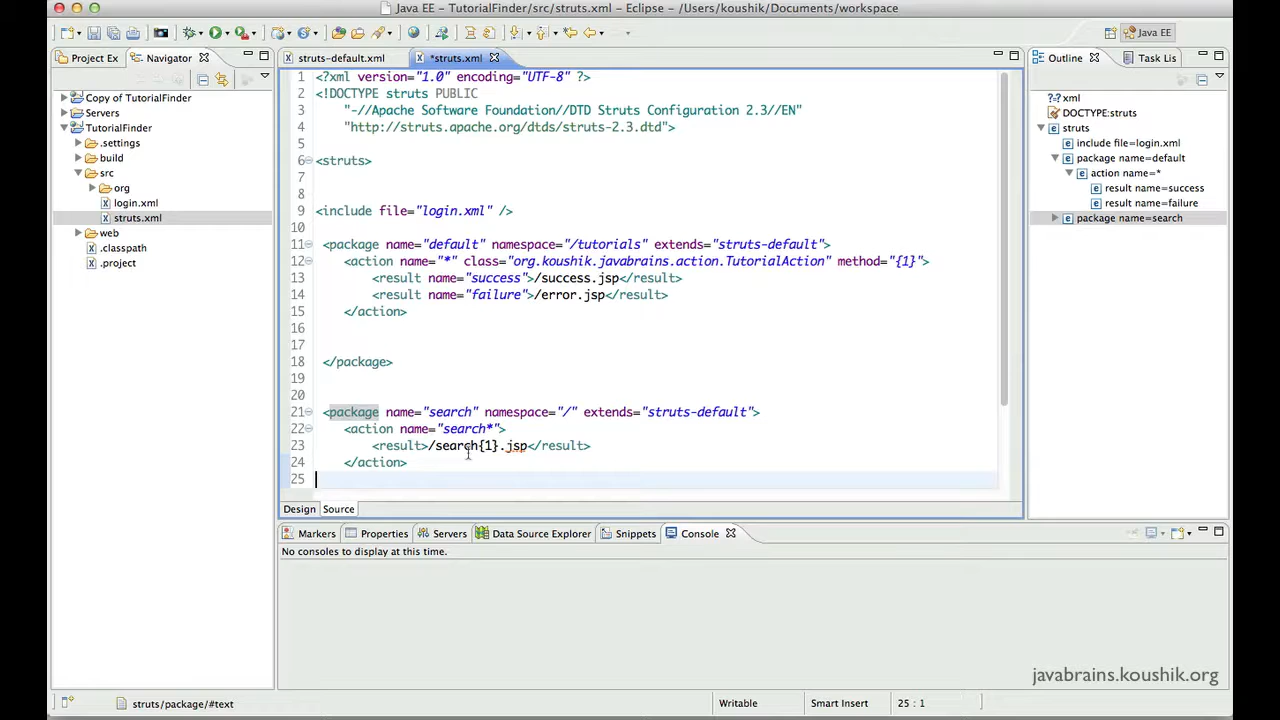 Java EE - TutorialFinder/src/struts.xml - Eclipse - /Users/koushik/Documents/workspace
Java EE
Project Ex
Navigator
Copy of TutorialFinder
Servers
TutorialFinder
.settings
build
src
org
login.xml
struts.xml
web
.classpath
.project
struts-default.xml
*struts.xml
1 <?xml version="1.0" encoding="UTF-8" ?>
2 <!DOCTYPE struts PUBLIC
3 "-//Apache Software Foundation//DTD Struts Configuration 2.3//EN"
4 "http://struts.apache.org/dtds/struts-2.3.dtd">
5
6 <struts>
7
8
9 <include file="login.xml" />
10
11 <package name="default" namespace="/tutorials" extends="struts-default">
12 <action name="*" class="org.koushik.javabrains.action.TutorialAction" method="{1}">
13 <result name="success">/success.jsp</result>
14 <result name="failure">/error.jsp</result>
15 </action>
16
17
18 </package>
19
20
21 <package name="search" namespace="/" extends="struts-default">
22 <action name="search*">
23 <result>/search{1}.jsp</result>
24 </action>
25
Design
Source
Outline
Task Lis
xml
DOCTYPE:struts
struts
include file=login.xml
package name=default
action name=*
result name=success
result name=failure
package name=search
Markers
Properties
Servers
Data Source Explorer
Snippets
Console
No consoles to display at this time.
javabrains.koushik.org
struts/package/#text
Writable
Smart Insert
25 : 1